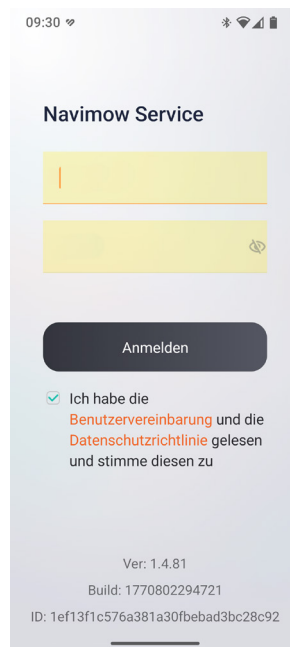 09:30
Navimow Service
Anmelden
Ich habe die
Benutzervereinbarung und die
Datenschutzrichtlinie gelesen
und stimme diesen zu
Ver: 1.4.81
Build: 1770802294721
ID: 1ef13f1c576a381a30fbebad3bc28c92